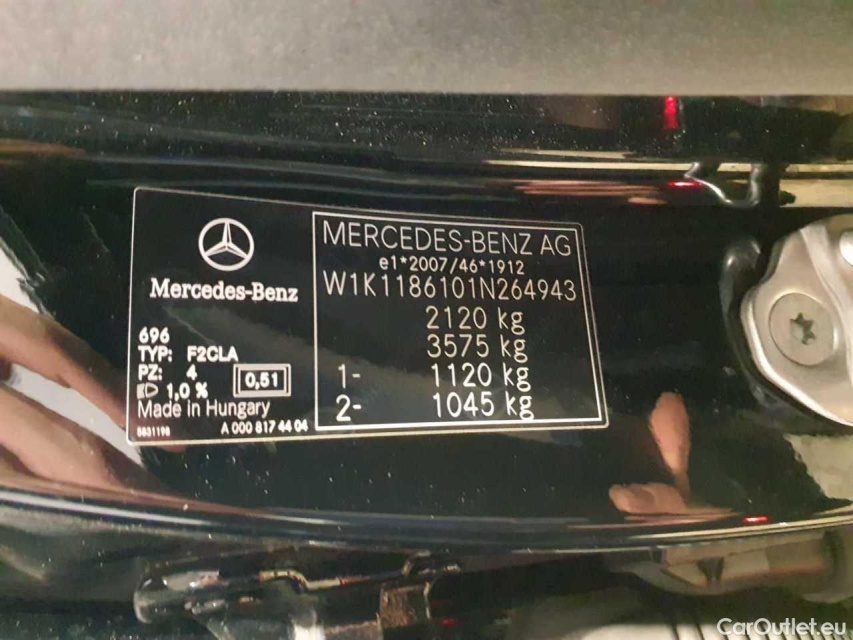 Mercedes-Benz
696
TYP: F2CLA
PZ: 4
1,0 %
0,51
Made in Hungary
5831198
A 000 817 44 04
MERCEDES-BENZ AG
e1*2007/46*1912
W1K1186101N264943
2120 kg
3575 kg
1- 1120 kg
2- 1045 kg
CarOutlet.eu